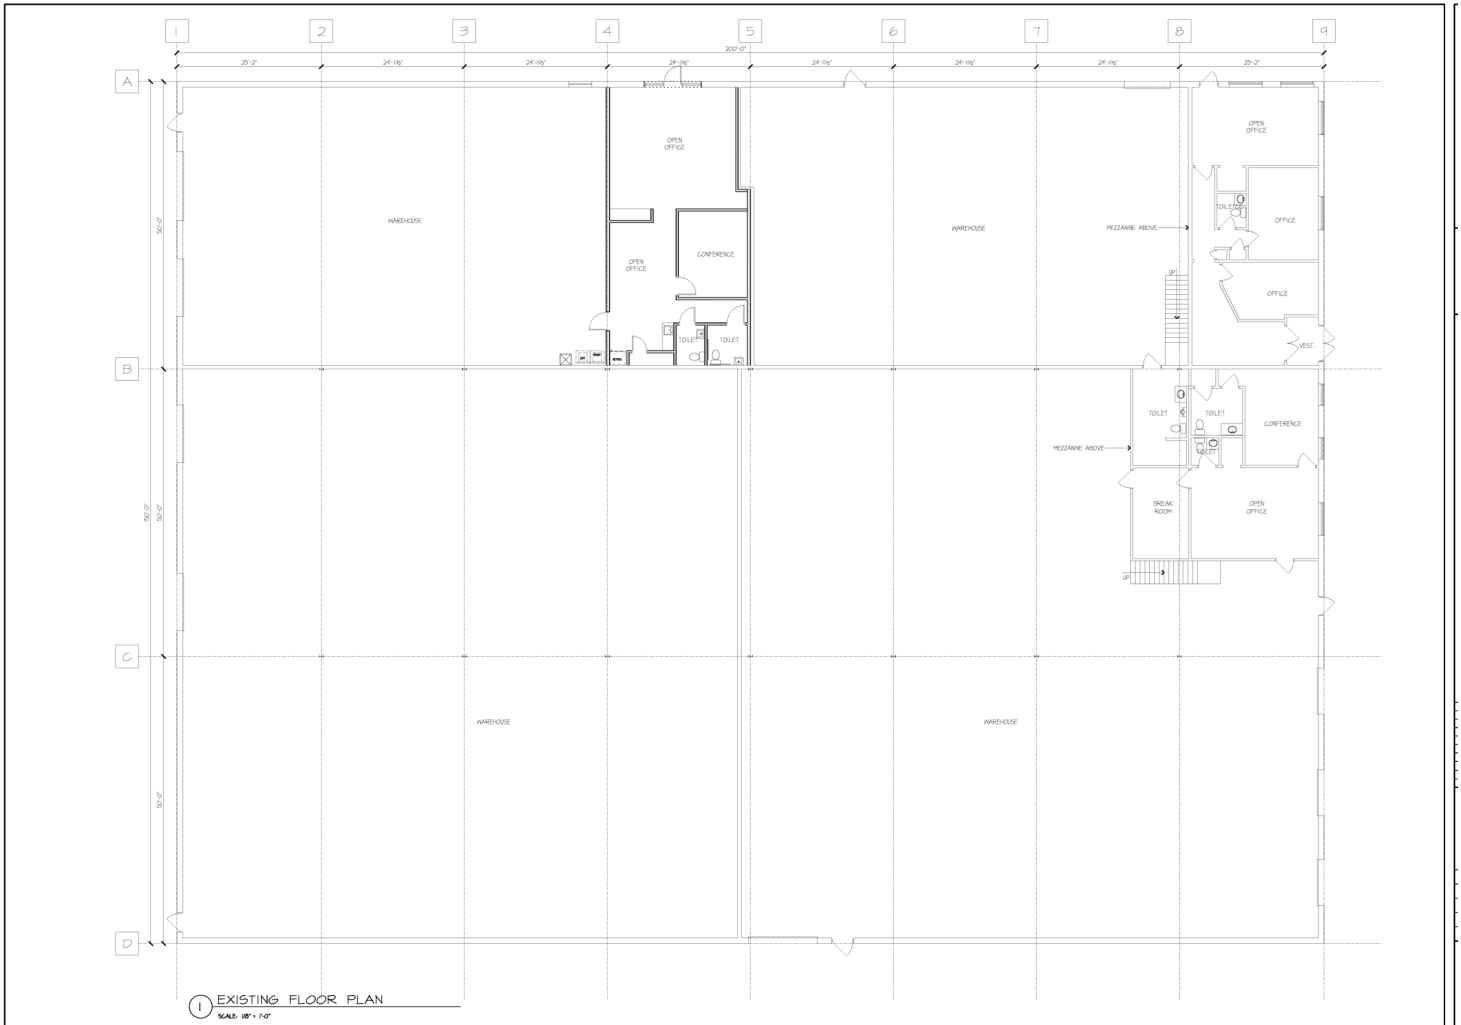 1 2 3 4 5 6 7 8 9
200'-0"
25'-2" 24'-11½" 24'-11½" 24'-11½" 24'-11½" 24'-11½" 24'-11½" 25'-2"
A
OPEN
OFFICE
OPEN
OFFICE
50'-0"
WAREHOUSE
WAREHOUSE
MEZZANINE ABOVE
TOILET
OFFICE
CONFERENCE
OPEN
OFFICE
UP
OFFICE
TOILET
TOILET
VEST.
B
TOILET
TOILET
CONFERENCE
MEZZANINE ABOVE
TOILET
BREAK
ROOM
OPEN
OFFICE
50'-0"
UP
C
WAREHOUSE
WAREHOUSE
50'-0"
D
1 EXISTING FLOOR PLAN
SCALE: 1/8" = 1'-0"